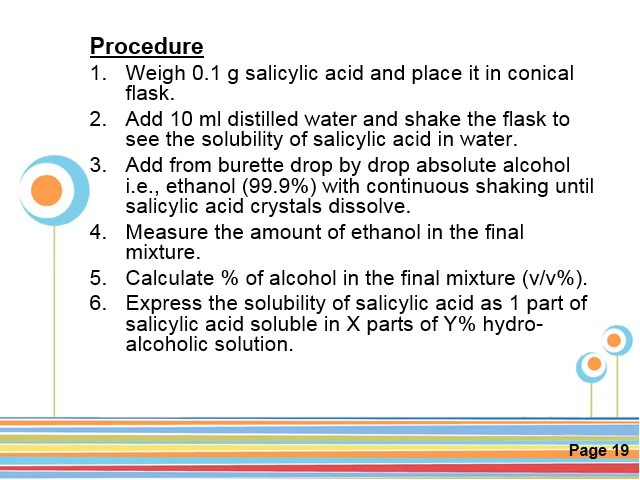 Procedure
1. Weigh 0.1 g salicylic acid and place it in conical
flask.
2. Add 10 ml distilled water and shake the flask to
see the solubility of salicylic acid in water.
3. Add from burette drop by drop absolute alcohol
i.e., ethanol (99.9%) with continuous shaking until
salicylic acid crystals dissolve.
4. Measure the amount of ethanol in the final
mixture.
5. Calculate % of alcohol in the final mixture (v/v%).
6. Express the solubility of salicylic acid as 1 part of
salicylic acid soluble in X parts of Y% hydro-
alcoholic solution.
Page 19